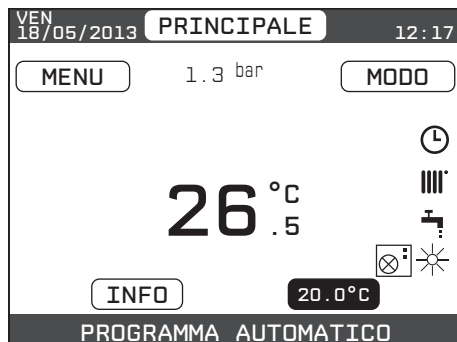 VEN
18/05/2013 PRINCIPALE 12:17
MENU 1.3 bar MODO
26.5 °C
INFO 20.0°C
PROGRAMMA AUTOMATICO